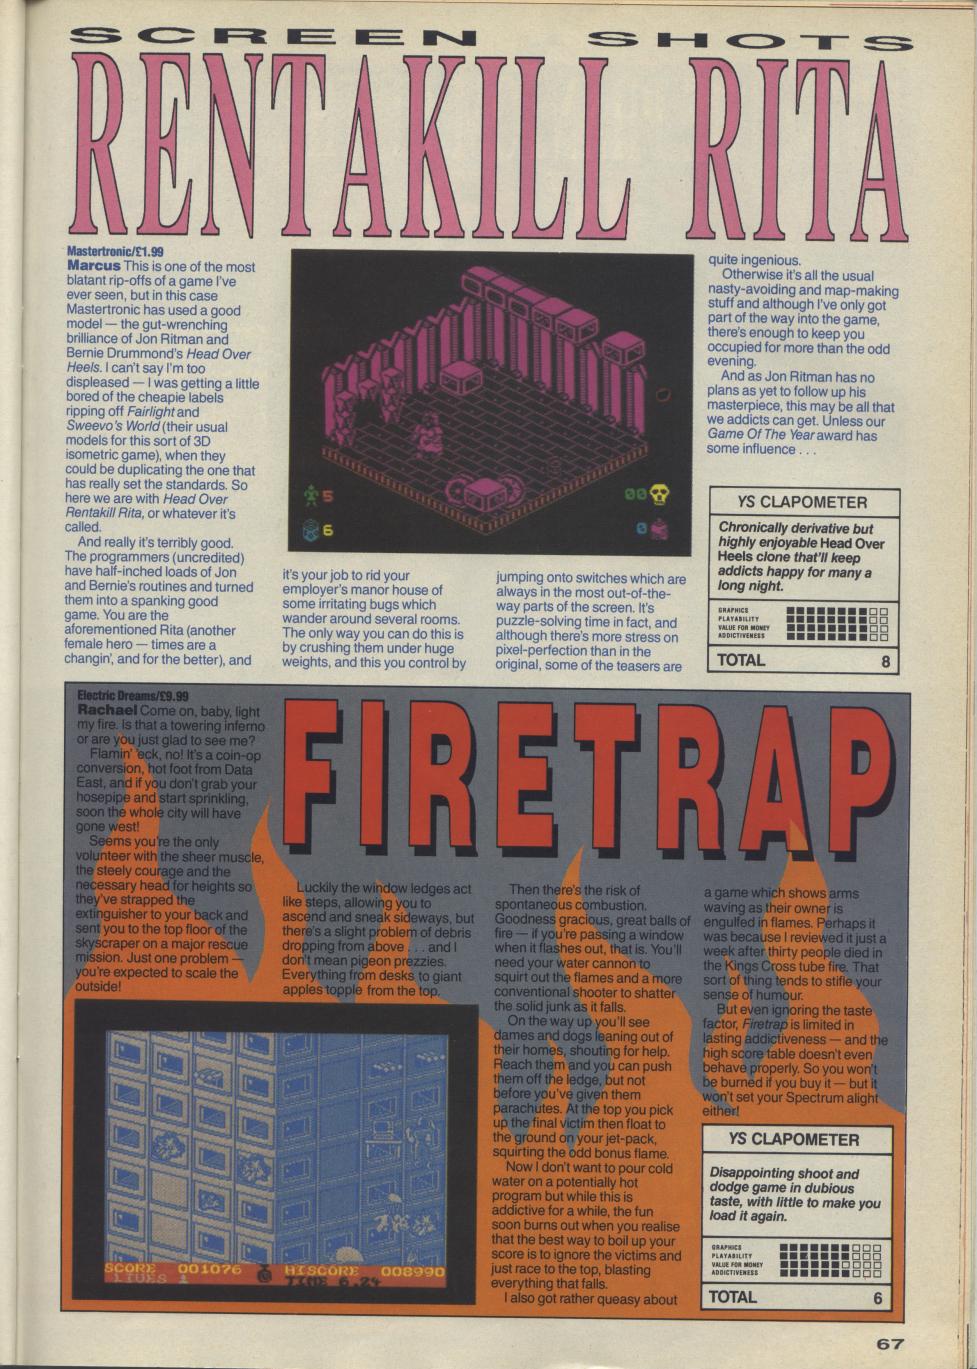 SCREEN SHOTS
RENTAKILL RITA
Mastertronic/£1.99
Marcus This is one of the most
blatant rip-offs of a game I've
ever seen, but in this case
Mastertronic has used a good
model — the gut-wrenching
brilliance of Jon Ritman and
Bernie Drummond's Head Over
Heels. I can't say I'm too
displeased — I was getting a little
bored of the cheapie labels
ripping off Fairlight and
Sweevo's World (their usual
models for this sort of 3D
isometric game), when they
could be duplicating the one that
has really set the standards. So
here we are with Head Over
Rentakill Rita, or whatever it's
called.
And really it's terribly good.
The programmers (uncredited)
have half-inched loads of Jon
and Bernie's routines and turned
them into a spanking good
game. You are the
aforementioned Rita (another
female hero — times are a
changin', and for the better), and
5
6
00
0
it's your job to rid your
employer's manor house of
some irritating bugs which
wander around several rooms.
The only way you can do this is
by crushing them under huge
weights, and this you control by
jumping onto switches which are
always in the most out-of-the-
way parts of the screen. It's
puzzle-solving time in fact, and
although there's more stress on
pixel-perfection than in the
original, some of the teasers are
quite ingenious.
Otherwise it's all the usual
nasty-avoiding and map-making
stuff and although I've only got
part of the way into the game,
there's enough to keep you
occupied for more than the odd
evening.
And as Jon Ritman has no
plans as yet to follow up his
masterpiece, this may be all that
we addicts can get. Unless our
Game Of The Year award has
some influence . . .
YS CLAPOMETER
Chronically derivative but
highly enjoyable Head Over
Heels clone that'll keep
addicts happy for many a
long night.
GRAPHICS
PLAYABILITY
VALUE FOR MONEY
ADDICTIVENESS
TOTAL 8
FIRETRAP
Electric Dreams/£9.99
Rachael Come on, baby, light
my fire. Is that a towering inferno
or are you just glad to see me?
Flamin' 'eck, no! It's a coin-op
conversion, hot foot from Data
East, and if you don't grab your
hosepipe and start sprinkling,
soon the whole city will have
gone west!
Seems you're the only
volunteer with the sheer muscle,
the steely courage and the
necessary head for heights so
they've strapped the
extinguisher to your back and
sent you to the top floor of the
skyscraper on a major rescue
mission. Just one problem —
you're expected to scale the
outside!
Luckily the window ledges act
like steps, allowing you to
ascend and sneak sideways, but
there's a slight problem of debris
dropping from above . . . and I
don't mean pigeon prezzies.
Everything from desks to giant
apples topple from the top.
SCORE 001076 HISCORE 008990
LIVES TIME 6.24
Then there's the risk of
spontaneous combustion.
Goodness gracious, great balls of
fire — if you're passing a window
when it flashes out, that is. You'll
need your water cannon to
squirt out the flames and a more
conventional shooter to shatter
the solid junk as it falls.
On the way up you'll see
dames and dogs leaning out of
their homes, shouting for help.
Reach them and you can push
them off the ledge, but not
before you've given them
parachutes. At the top you pick
up the final victim then float to
the ground on your jet-pack,
squirting the odd bonus flame.
Now I don't want to pour cold
water on a potentially hot
program but while this is
addictive for a while, the fun
soon burns out when you realise
that the best way to boil up your
score is to ignore the victims and
just race to the top, blasting
everything that falls.
I also got rather queasy about
a game which shows arms
waving as their owner is
engulfed in flames. Perhaps it
was because I reviewed it just a
week after thirty people died in
the Kings Cross tube fire. That
sort of thing tends to stifle your
sense of humour.
But even ignoring the taste
factor, Firetrap is limited in
lasting addictiveness — and the
high score table doesn't even
behave properly. So you won't
be burned if you buy it — but it
won't set your Spectrum alight
either!
YS CLAPOMETER
Disappointing shoot and
dodge game in dubious
taste, with little to make you
load it again.
GRAPHICS
PLAYABILITY
VALUE FOR MONEY
ADDICTIVENESS
TOTAL 6
67